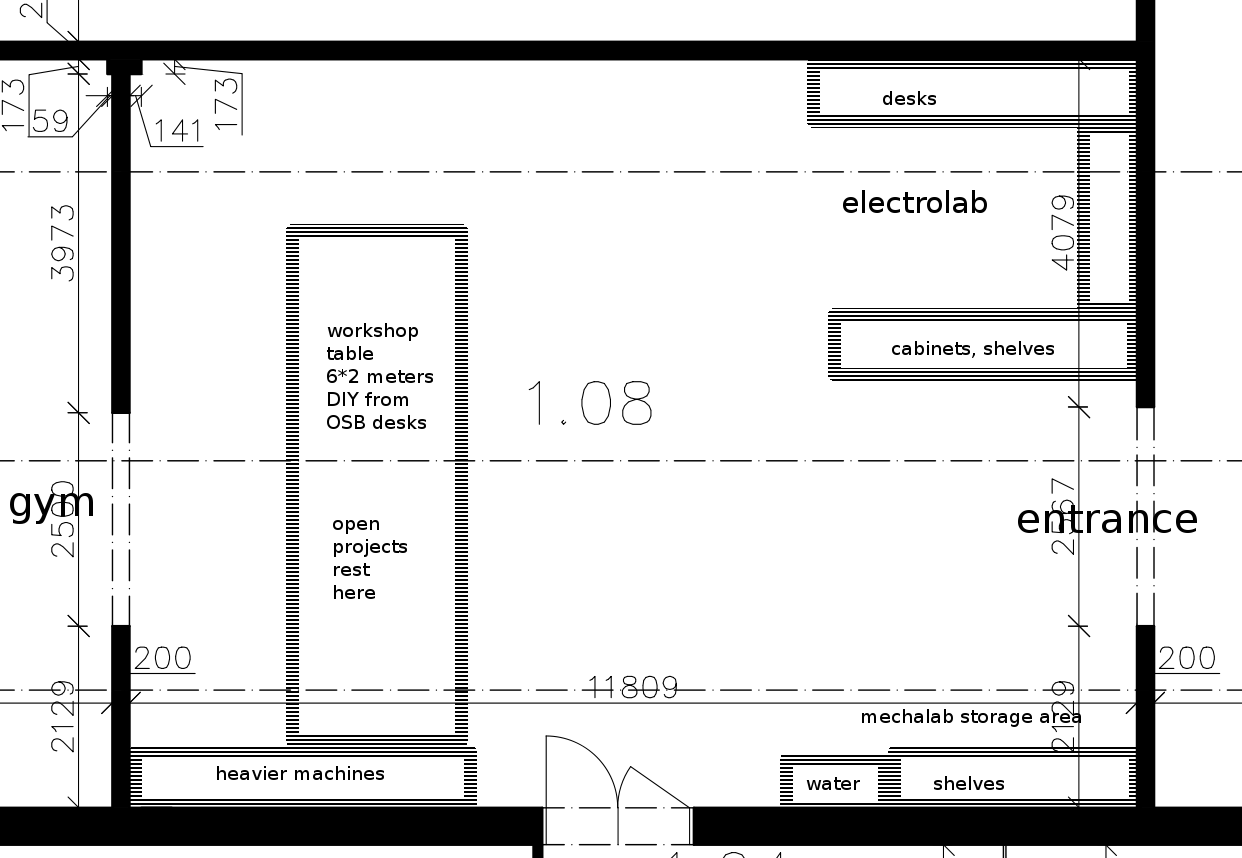 2
173
59
141
173
desks
electrolab
3973
4079
workshop
table
6*2 meters
DIY from
OSB desks
cabinets, shelves
1.08
gym
2500
open
projects
rest
here
entrance
2567
200
200
11809
2129
mechalab storage area
2129
heavier machines
water
shelves